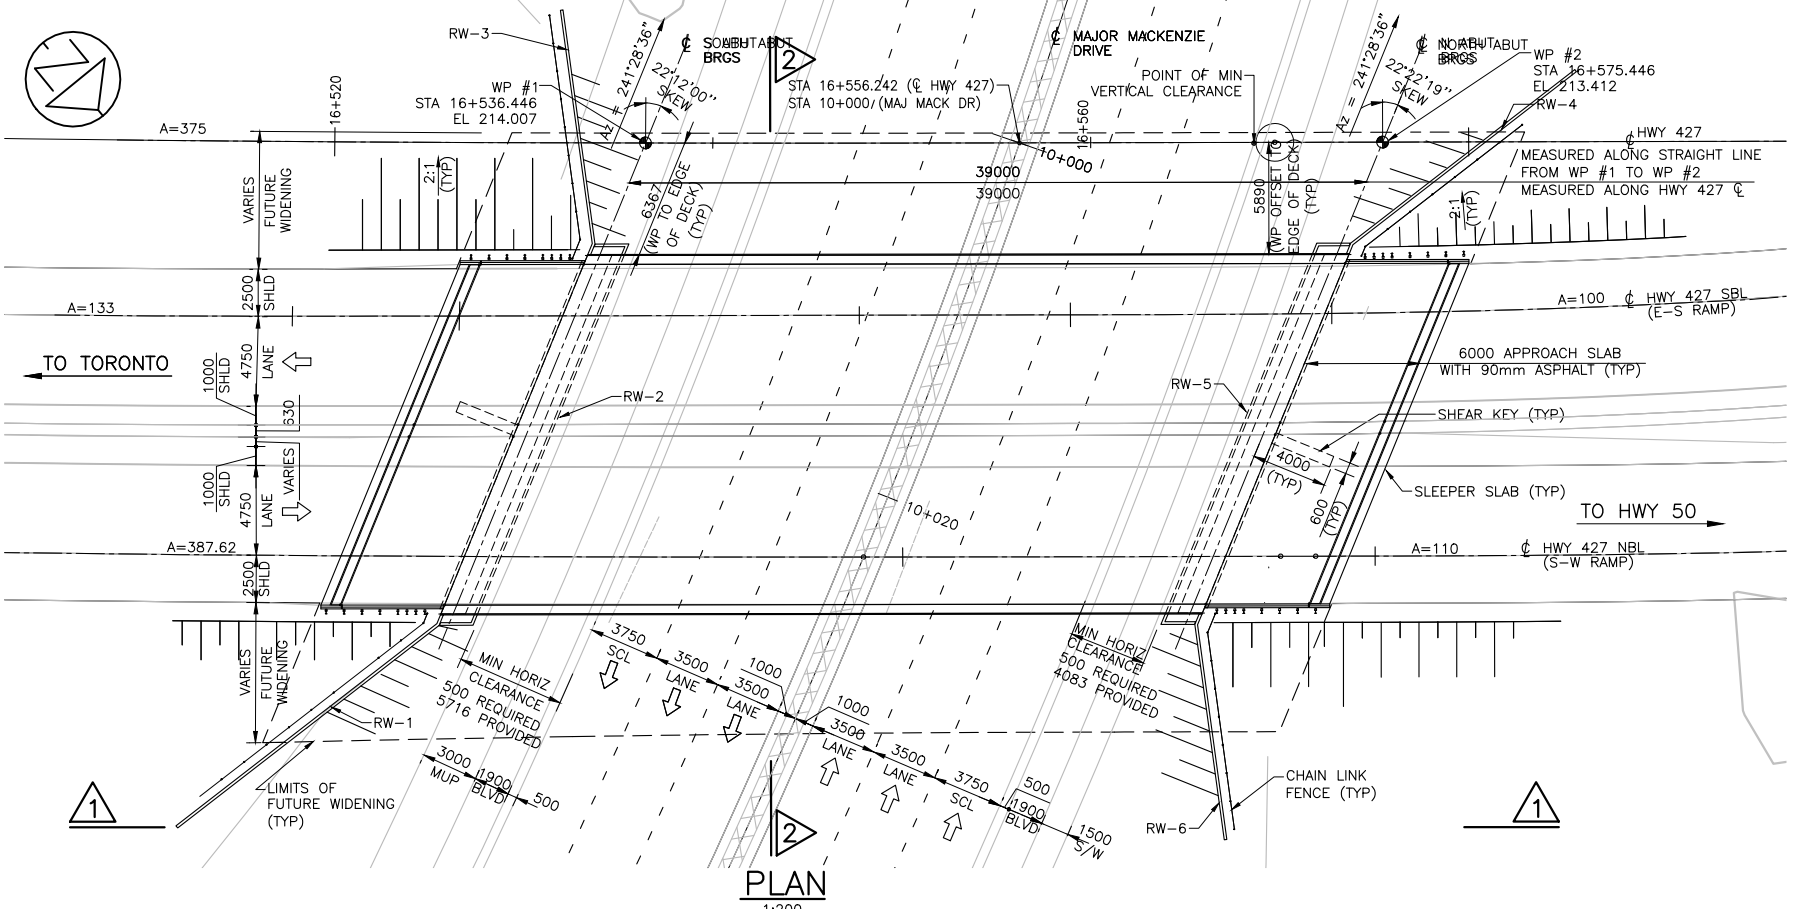 RW-3
SOUTH ABUT
BRGS
℄ MAJOR MACKENZIE
DRIVE
NORTH ABUT
BRGS
WP #2
STA 16+575.446
EL 213.412
RW-4
16+520
WP #1
STA 16+536.446
EL 214.007
AZ = 241°28'36"
22°12'00"
SKEW
2
STA 16+556.242 (℄ HWY 427)
STA 10+000 (MAJ MACK DR)
POINT OF MIN
VERTICAL CLEARANCE
16+560
AZ = 241°28'36"
22°22'19"
SKEW
A=375
℄ HWY 427
10+000
MEASURED ALONG STRAIGHT LINE
FROM WP #1 TO WP #2
MEASURED ALONG HWY 427 ℄
39000
39000
VARIES
FUTURE
WIDENING
2:1
(TYP)
6367
(WP TO EDGE
OF DECK)
(TYP)
5890
(WP OFFSET TO
EDGE OF DECK)
(TYP)
2:1
(TYP)
2500
SHLD
A=133
A=100
℄ HWY 427 SBL
(E-S RAMP)
TO TORONTO
1000
SHLD
4750
LANE
6000 APPROACH SLAB
WITH 90mm ASPHALT (TYP)
RW-2
RW-5
630
SHEAR KEY (TYP)
1000
SHLD
VARIES
4000
(TYP)
600
(TYP)
SLEEPER SLAB (TYP)
4750
LANE
10+020
TO HWY 50
A=387.62
A=110
℄ HWY 427 NBL
(S-W RAMP)
2500
SHLD
VARIES
FUTURE
WIDENING
MIN HORIZ
CLEARANCE
500 REQUIRED
5716 PROVIDED
3750
SCL
3500
LANE
3500
LANE
1000
1000
3500
LANE
3500
LANE
3750
SCL
500
1900
BLVD
1500
S/W
MIN HORIZ
CLEARANCE
500 REQUIRED
4083 PROVIDED
RW-1
3000
MUP
1900
BLVD
500
LIMITS OF
FUTURE WIDENING
(TYP)
CHAIN LINK
FENCE (TYP)
RW-6
1
2
1
PLAN
1:200